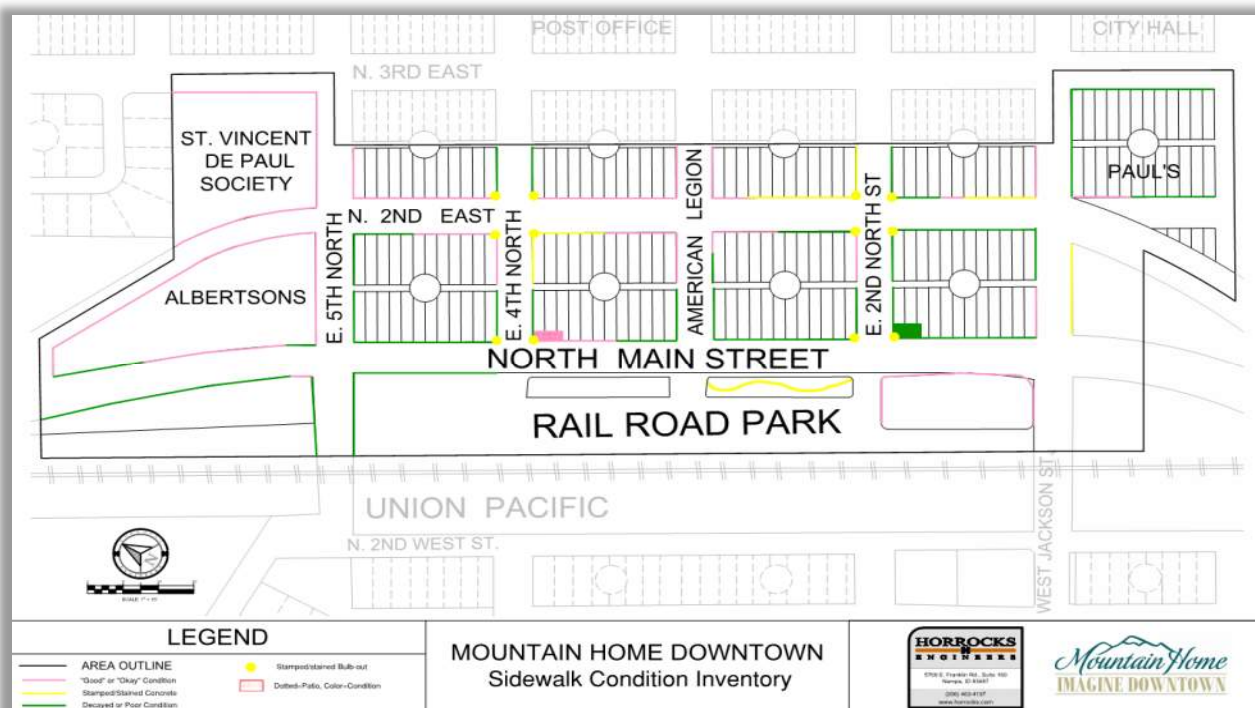 POST OFFICE
CITY HALL
N. 3RD EAST
ST. VINCENT
DE PAUL
SOCIETY
PAUL'S
AMERICAN LEGION
E. 2ND NORTH ST
N. 2ND EAST
E. 5TH NORTH
E. 4TH NORTH
ALBERTSONS
NORTH MAIN STREET
RAIL ROAD PARK
UNION PACIFIC
N. 2ND WEST ST.
WEST JACKSON ST.
LEGEND
AREA OUTLINE
"Good" or "Okay" Condition
Stamped/Stained Concrete
Decayed or Poor Condition
Stamped/stained Bulb-out
Dotted=Patio, Color=Condition
MOUNTAIN HOME DOWNTOWN
Sidewalk Condition Inventory
HORROCKS
ENGINEERS
www.horrocks.com
Mountain Home
IMAGINE DOWNTOWN